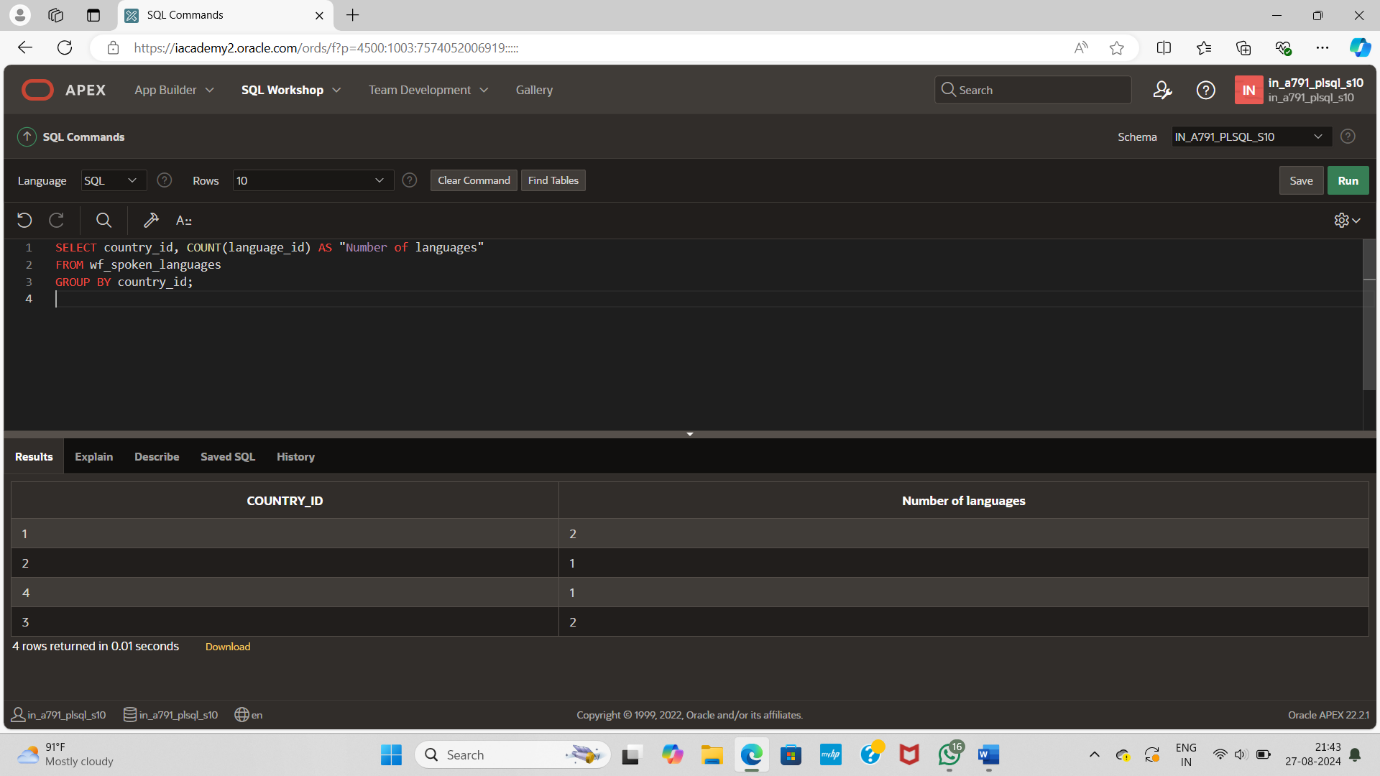 SQL Commands
https://iacademy2.oracle.com/ords/f?p=4500:1003:7574052006919:::::
APEX App Builder SQL Workshop Team Development Gallery Search IN in_a791_plsql_s10
in_a791_plsql_s10
SQL Commands Schema IN_A791_PLSQL_S10
Language SQL Rows 10 Clear Command Find Tables Save Run
A::
1 SELECT country_id, COUNT(language_id) AS "Number of languages"
2 FROM wf_spoken_languages
3 GROUP BY country_id;
4
Results Explain Describe Saved SQL History
COUNTRY_ID Number of languages
1 2
2 1
4 1
3 2
4 rows returned in 0.01 seconds Download
in_a791_plsql_s10 in_a791_plsql_s10 en Copyright © 1999, 2022, Oracle and/or its affiliates. Oracle APEX 22.2.1
91°F
Mostly cloudy
Search myhp 16 W
ENG
IN
21:43
27-08-2024